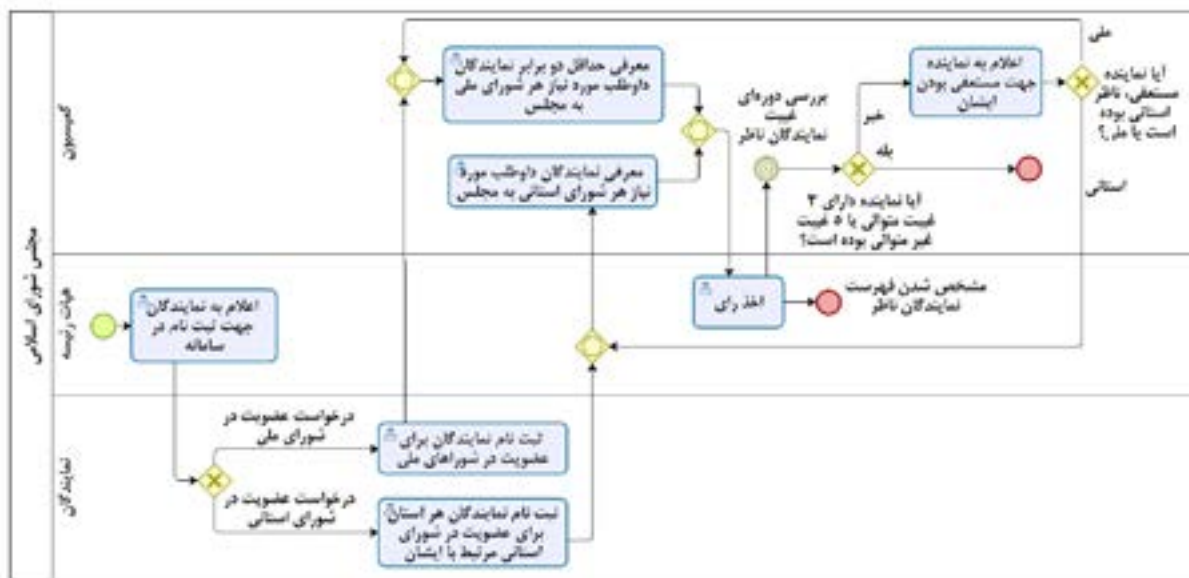 مجلس شورای اسلامی
کمیسیون
هیات رئیسه
نمایندگان
معرفی حداقل دو برابر نمایندگان
داوطلب مورد نیاز هر شورای ملی به
مجلس
معرفی نمایندگان داوطلب مورد
نیاز هر شورای استانی به مجلس
بررسی دوره‌ای
غیبت
نمایندگان ناظر
خیر
بله
آیا نماینده دارای ۳
غیبت متوالی یا ۵ غیبت
غیر متوالی بوده است؟
اعلام به نماینده
جهت مستعفی بودن
ایشان
ملی
آیا نماینده
مستعفی، ناظر
استانی بوده
است یا ملی؟
استانی
اعلام به نمایندگان
جهت ثبت نام در
سامانه
اخذ رای
مشخص شدن فهرست
نمایندگان ناظر
درخواست عضویت در
شورای ملی
ثبت نام نمایندگان برای
عضویت در شوراهای ملی
درخواست عضویت در
شورای استانی
ثبت نام نمایندگان هر استان
برای عضویت در شورای
استانی مرتبط با ایشان